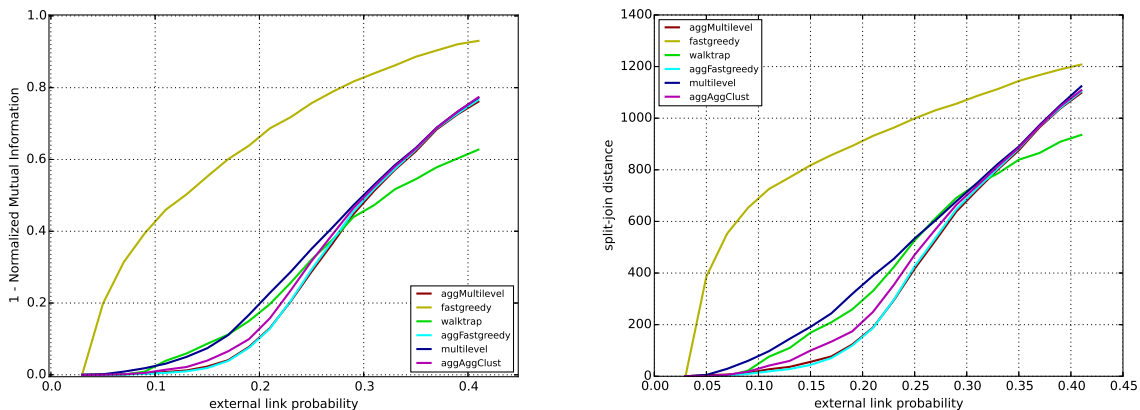 1 - Normalized Mutual Information
1.0
0.8
0.6
0.4
0.2
0.0
0.0 0.1 0.2 0.3 0.4
external link probability
aggMultilevel
fastgreedy
walktrap
aggFastgreedy
multilevel
aggAggClust
split-join distance
1400
1200
1000
800
600
400
200
0
0.00 0.05 0.10 0.15 0.20 0.25 0.30 0.35 0.40 0.45
external link probability
aggMultilevel
fastgreedy
walktrap
aggFastgreedy
multilevel
aggAggClust